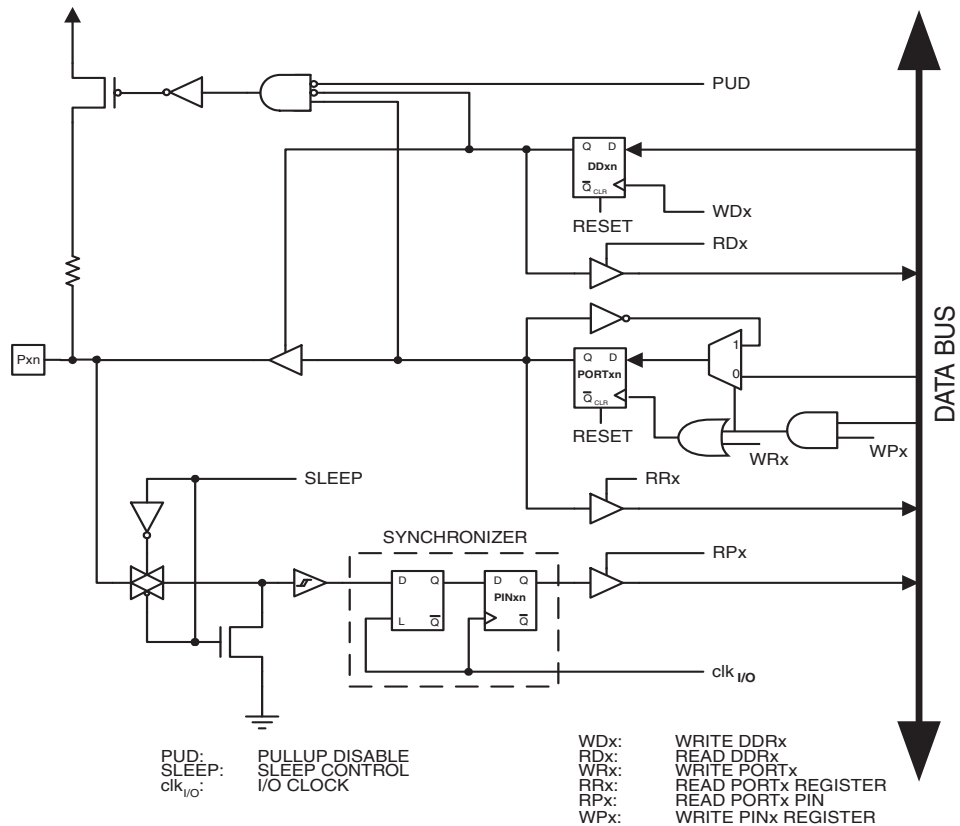 PUD
Q D
DDxn
Q CLR
WDx
RESET
RDx
Pxn
1
Q D
PORTxn
0
Q CLR
RESET
WRx
WPx
DATA BUS
SLEEP
RRx
SYNCHRONIZER
RPx
D Q
D Q
PINxn
L Q
Q
clk I/O
PUD: PULLUP DISABLE
SLEEP: SLEEP CONTROL
clkI/O: I/O CLOCK
WDx: WRITE DDRx
RDx: READ DDRx
WRx: WRITE PORTx
RRx: READ PORTx REGISTER
RPx: READ PORTx PIN
WPx: WRITE PINx REGISTER